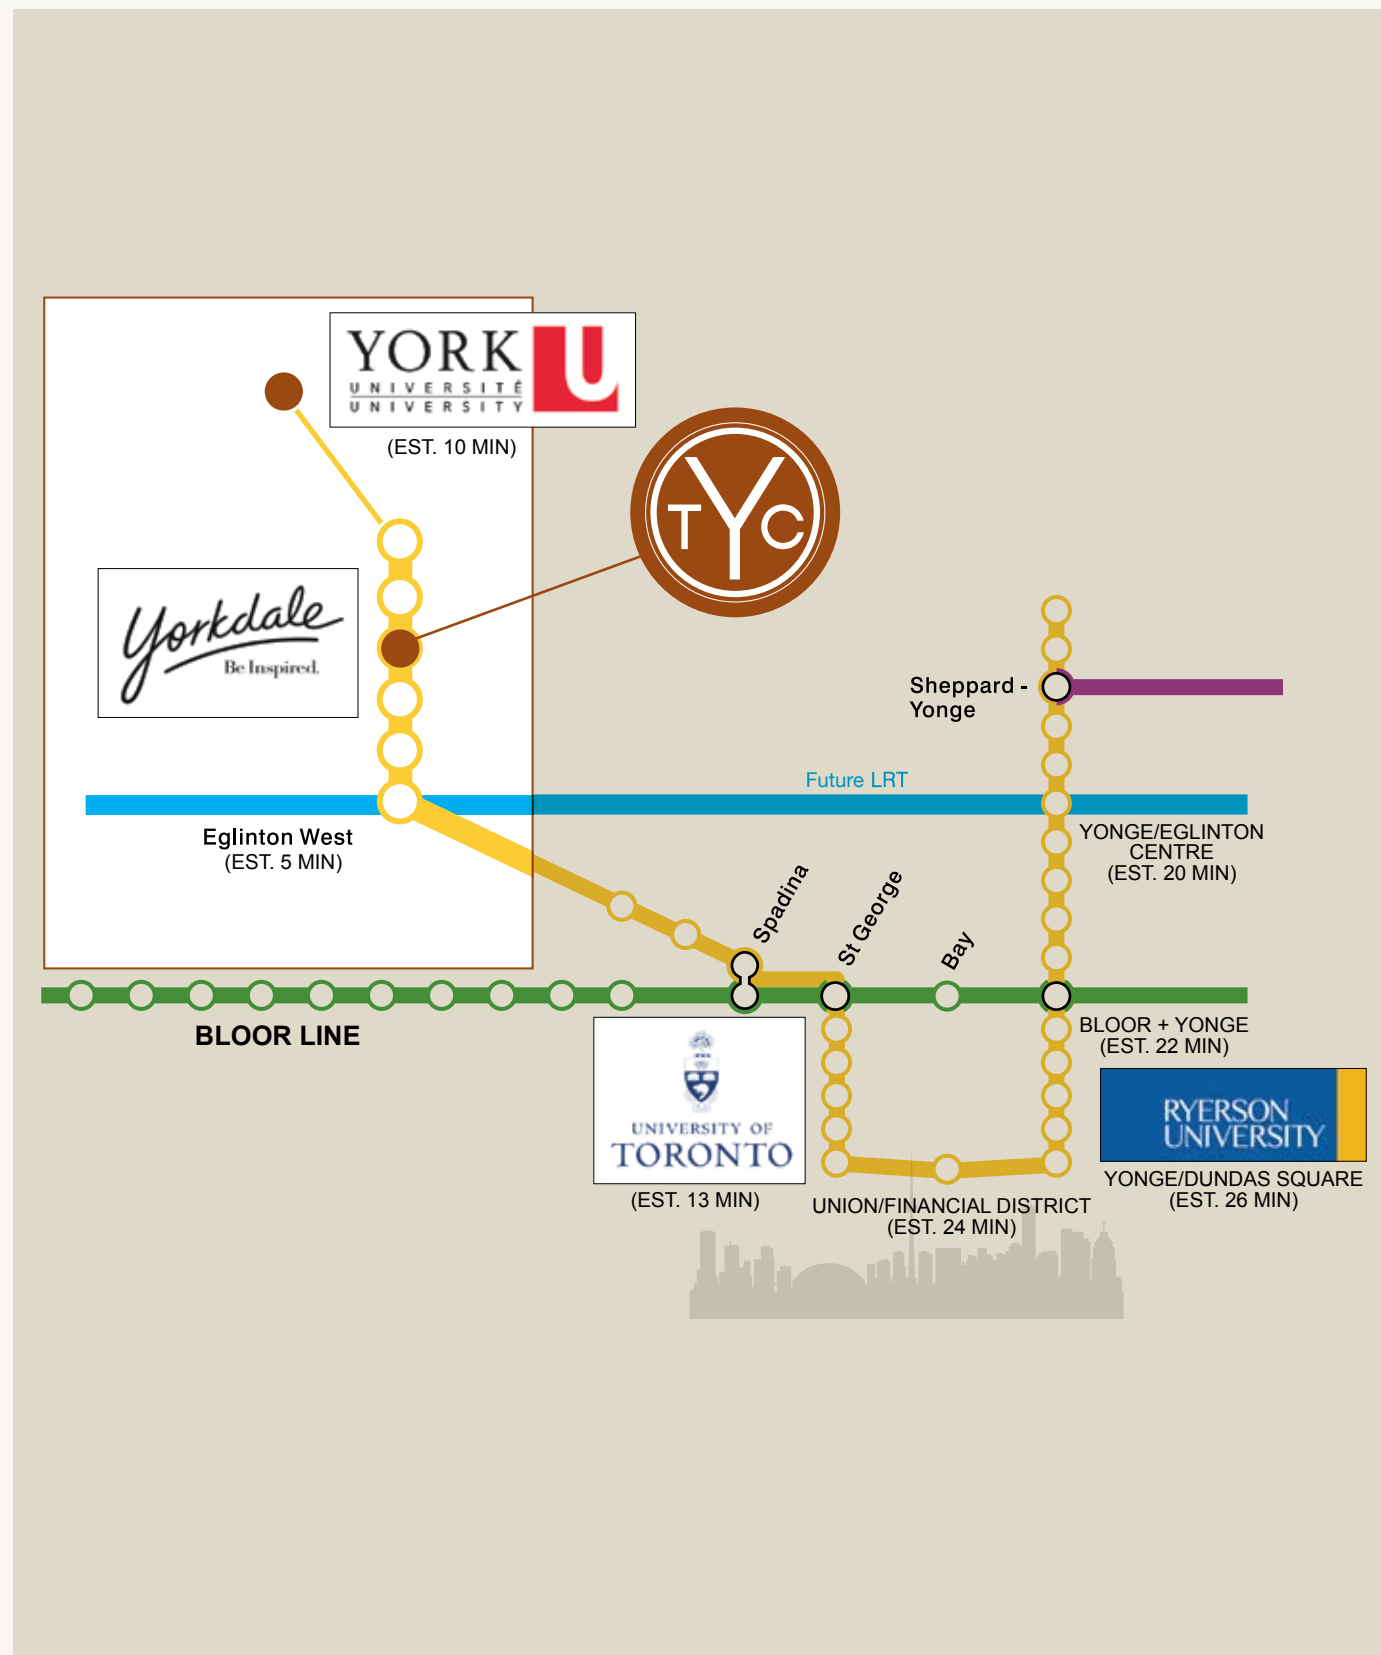 YORK
UNIVERSITÉ
UNIVERSITY
U
(EST. 10 MIN)
TYC
Yorkdale
Be Inspired.
Sheppard -
Yonge
Future LRT
Eglinton West
(EST. 5 MIN)
YONGE/EGLINTON
CENTRE
(EST. 20 MIN)
Spadina
St George
Bay
BLOOR LINE
BLOOR + YONGE
(EST. 22 MIN)
UNIVERSITY OF
TORONTO
(EST. 13 MIN)
RYERSON
UNIVERSITY
YONGE/DUNDAS SQUARE
(EST. 26 MIN)
UNION/FINANCIAL DISTRICT
(EST. 24 MIN)